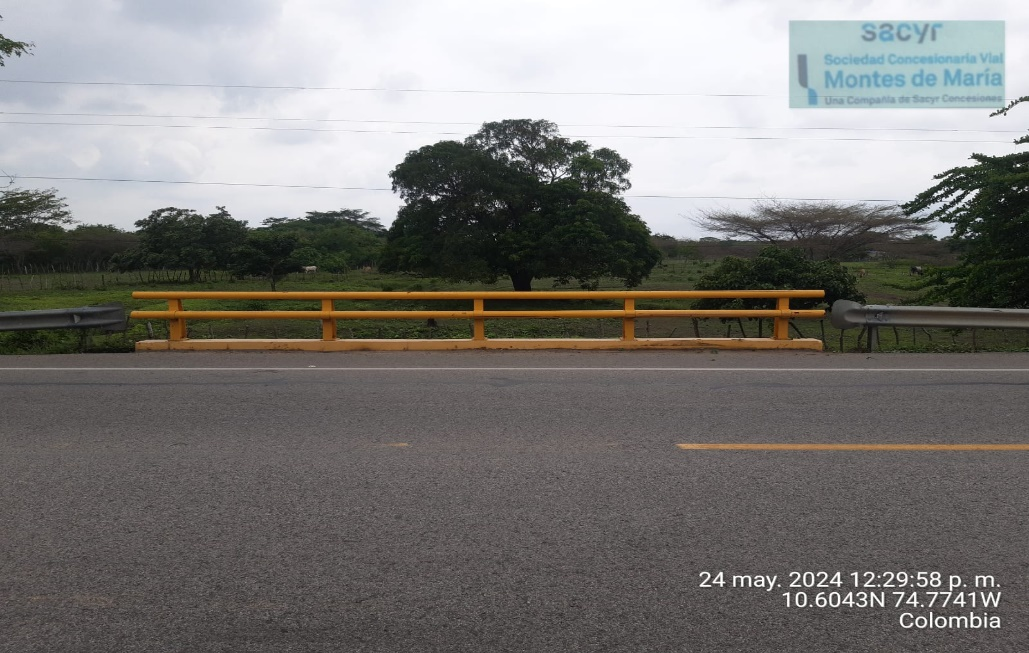 sacyr
Sociedad Concesionaria Vial
Montes de María
Una Compañía de Sacyr Concesiones
24 may. 2024 12:29:58 p. m.
10.6043N 74.7741W
Colombia